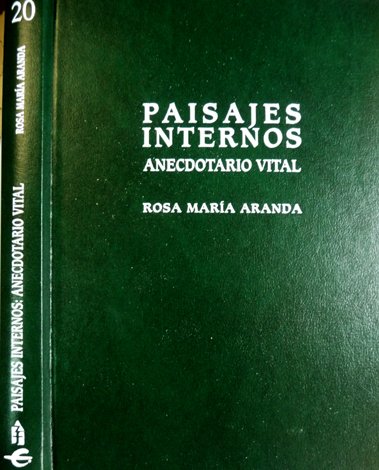 20
ROSA MARÍA ARANDA
PAISAJES INTERNOS: ANECDOTARIO VITAL
PAISAJES
INTERNOS
ANECDOTARIO VITAL
ROSA MARÍA ARANDA